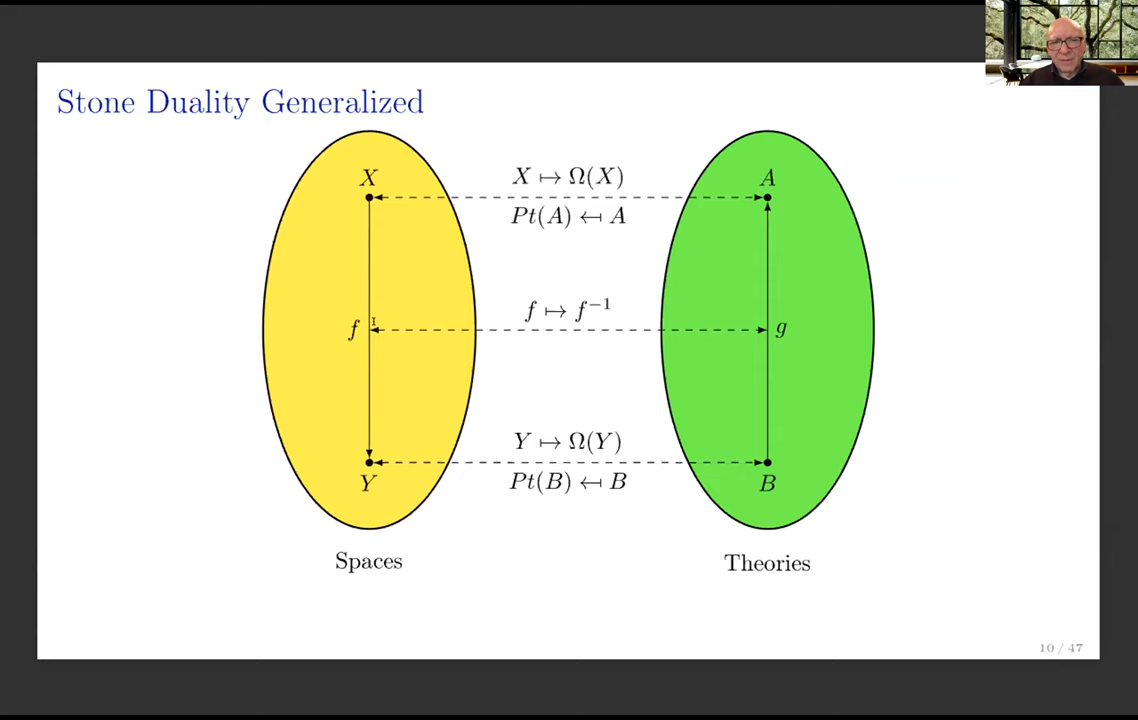 Stone Duality Generalized
X
X ↦ Ω(X)
A
Pt(A) ↤ A
f ↦ f⁻¹
f
g
Y ↦ Ω(Y)
Y
Pt(B) ↤ B
B
Spaces
Theories
10 / 47